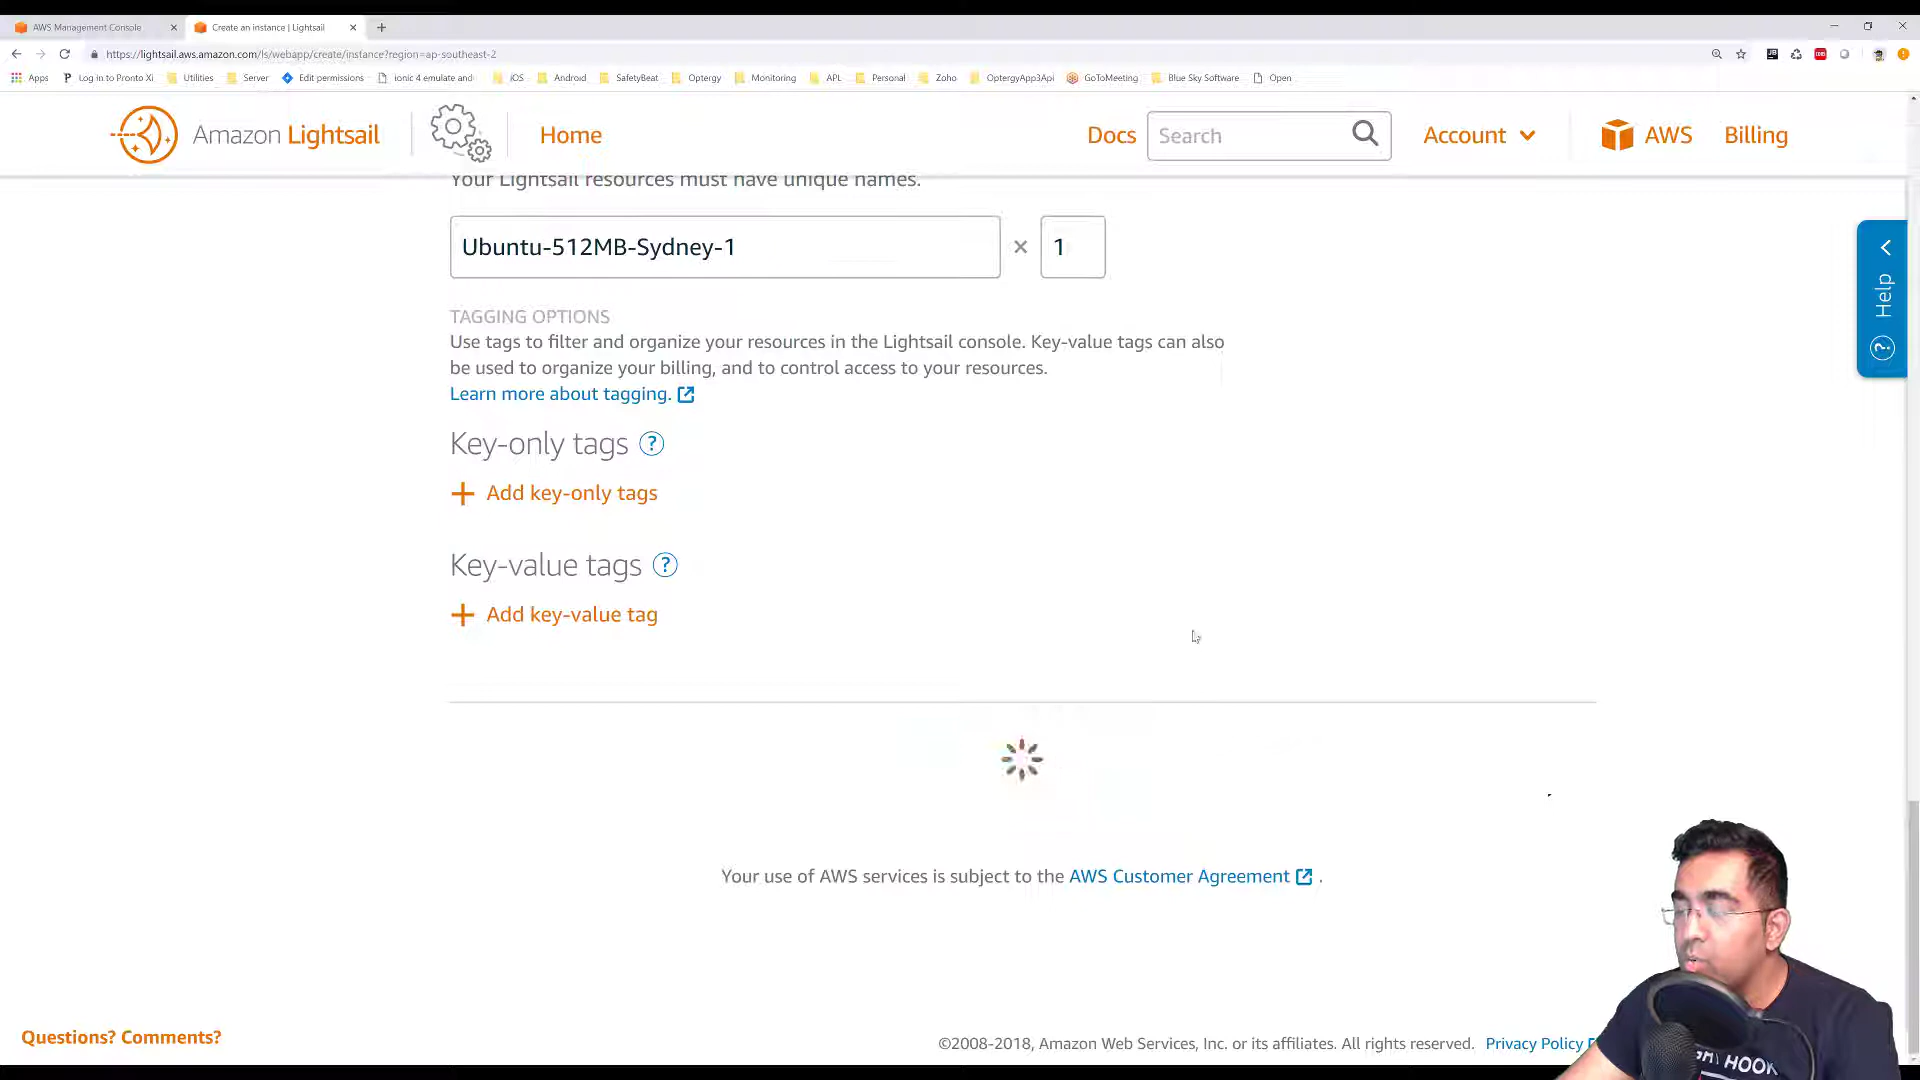 AWS Management Console
Create an instance | Lightsail
https://lightsail.aws.amazon.com/ls/webapp/create/instance?region=ap-southeast-2
Apps Log in to Pronto Xi Utilities Server Edit permissions ionic 4 emulate and iOS Android SafetyBeat Optergy Monitoring APL Personal Zoho OptergyApp3Api GoToMeeting Blue Sky Software Open
Amazon Lightsail
Home
Docs
Search
Account
AWS
Billing
Your Lightsail resources must have unique names.
Ubuntu-512MB-Sydney-1 × 1
TAGGING OPTIONS
Use tags to filter and organize your resources in the Lightsail console. Key-value tags can also
be used to organize your billing, and to control access to your resources.
Learn more about tagging.
Key-only tags ?
+ Add key-only tags
Key-value tags ?
+ Add key-value tag
Help
?
Your use of AWS services is subject to the AWS Customer Agreement .
Questions? Comments?
©2008-2018, Amazon Web Services, Inc. or its affiliates. All rights reserved. Privacy Policy
HOOK